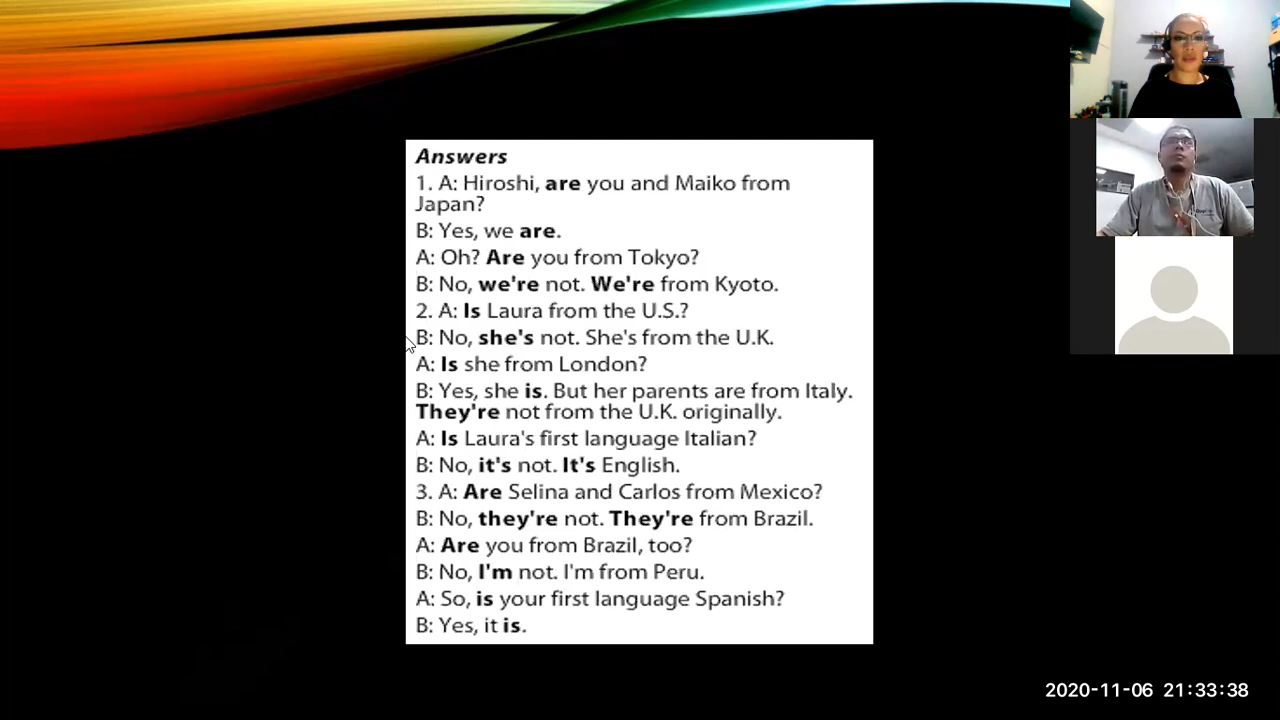 Answers
1. A: Hiroshi, are you and Maiko from
Japan?
B: Yes, we are.
A: Oh? Are you from Tokyo?
B: No, we're not. We're from Kyoto.
2. A: Is Laura from the U.S.?
B: No, she's not. She's from the U.K.
A: Is she from London?
B: Yes, she is. But her parents are from Italy.
They're not from the U.K. originally.
A: Is Laura's first language Italian?
B: No, it's not. It's English.
3. A: Are Selina and Carlos from Mexico?
B: No, they're not. They're from Brazil.
A: Are you from Brazil, too?
B: No, I'm not. I'm from Peru.
A: So, is your first language Spanish?
B: Yes, it is.
2020-11-06 21:33:38